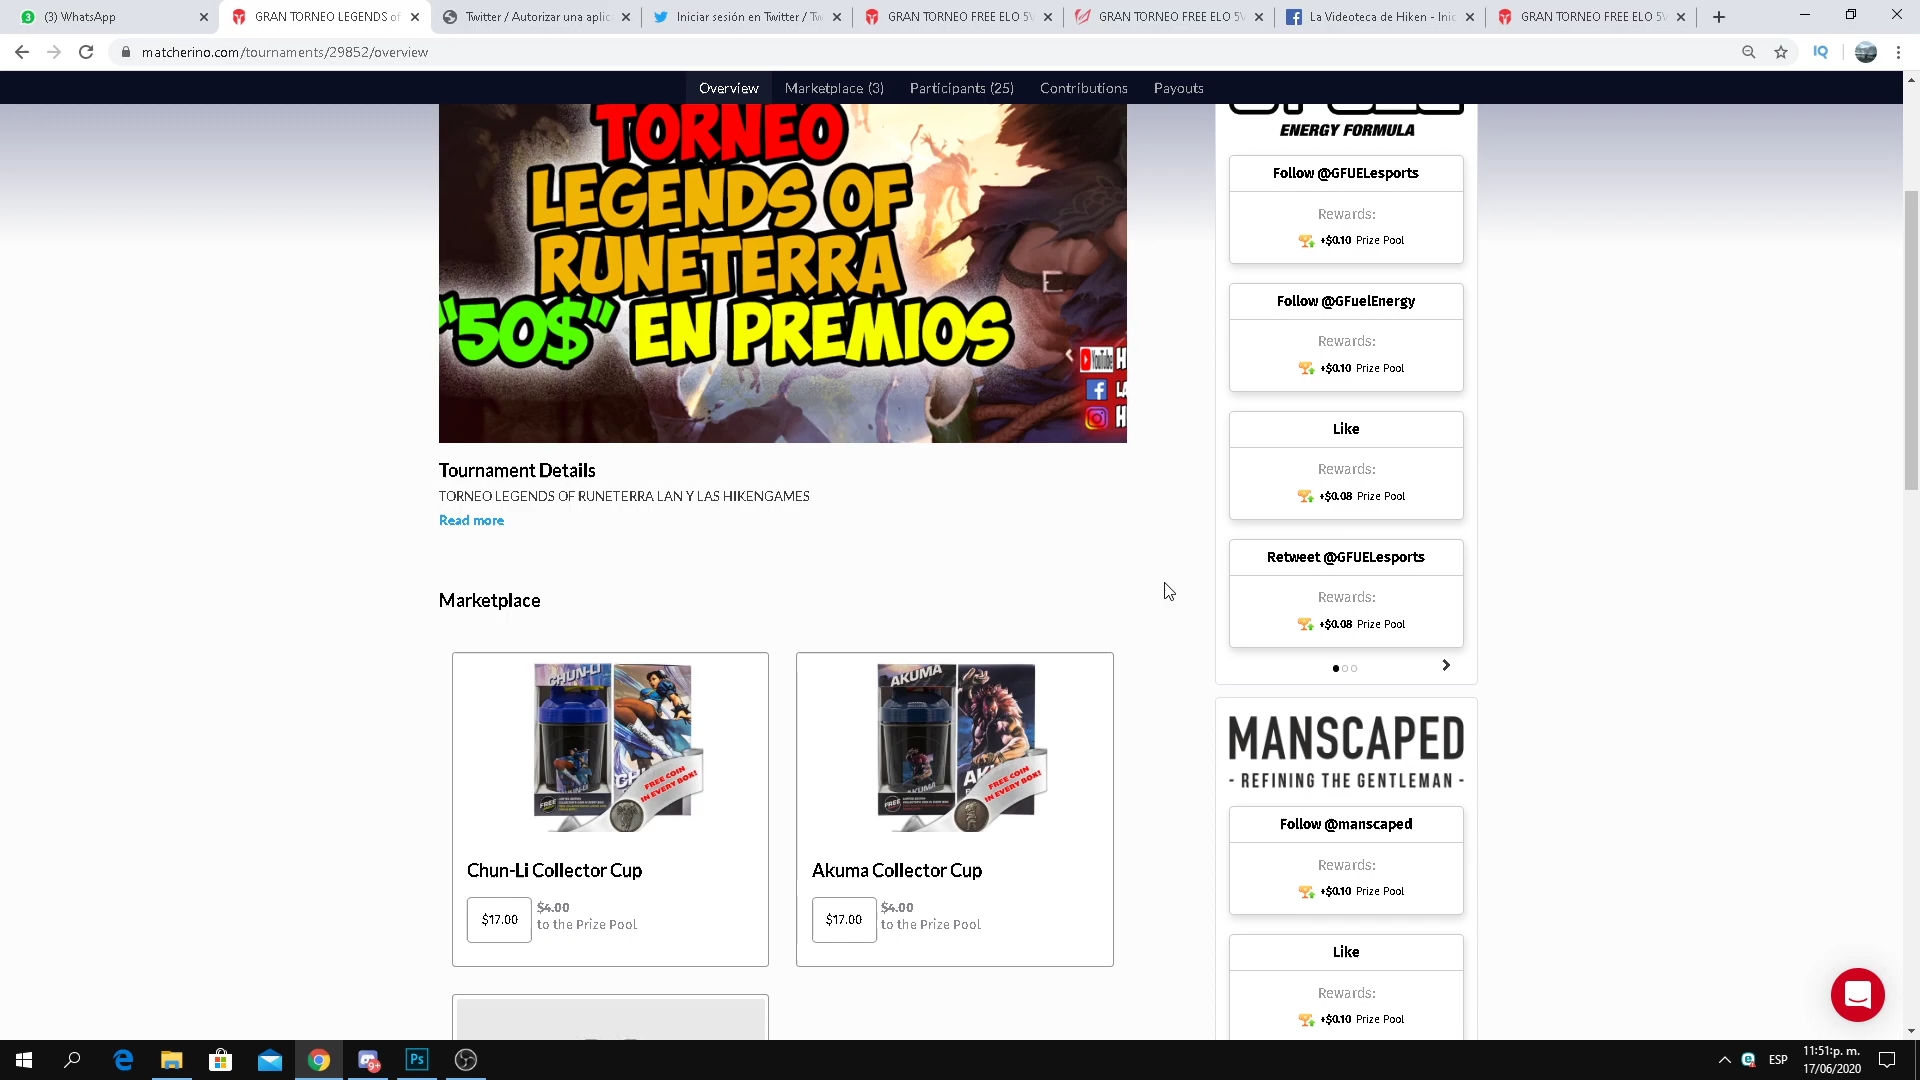 (3) WhatsApp
GRAN TORNEO LEGENDS of
Twitter / Autorizar una aplic
Iniciar sesión en Twitter / Tw
GRAN TORNEO FREE ELO 5V
GRAN TORNEO FREE ELO 5V
La Videoteca de Hiken - Inic
GRAN TORNEO FREE ELO 5V
matcherino.com/tournaments/29852/overview
IQ
Overview
Marketplace (3)
Participants (25)
Contributions
Payouts
TORNEO
LEGENDS OF
RUNETERRA
"50$" EN PREMIOS
YouTube H
ENERGY FORMULA
Follow @GFUELesports
Rewards:
+$0.10 Prize Pool
Follow @GFuelEnergy
Rewards:
+$0.10 Prize Pool
Like
Rewards:
+$0.08 Prize Pool
Retweet @GFUELesports
Rewards:
+$0.08 Prize Pool
Tournament Details
TORNEO LEGENDS OF RUNETERRA LAN Y LAS HIKENGAMES
Read more
Marketplace
CHUN-LI
FREE COIN
IN EVERY BOX!
Chun-Li Collector Cup
$17.00
$4.00
to the Prize Pool
AKUMA
FREE COIN
IN EVERY BOX!
Akuma Collector Cup
$17.00
$4.00
to the Prize Pool
MANSCAPED
- REFINING THE GENTLEMAN -
Follow @manscaped
Rewards:
+$0.10 Prize Pool
Like
Rewards:
+$0.10 Prize Pool
Ps
9+
ESP
11:51 p. m.
17/06/2020